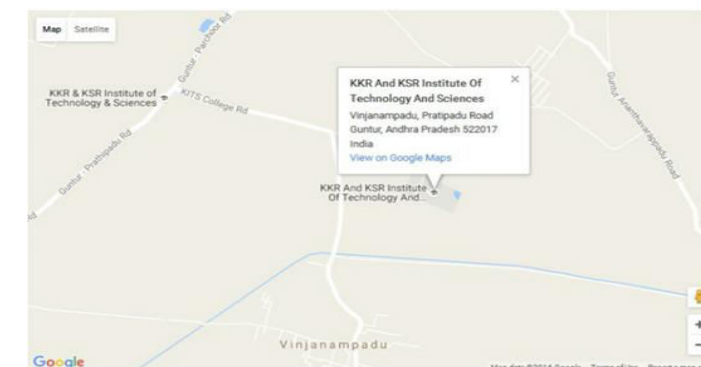 Map Satellite
Guntur - Parchoor Rd
KKR & KSR Institute of
Technology & Sciences
KITS College Rd
Guntur - Prathipadu Rd
Rd
KKR And KSR Institute Of
Technology And Sciences
Vinjanampadu, Pratipadu Road
Guntur, Andhra Pradesh 522017
India
View on Google Maps
Guntur Ananthavarappadu Road
KKR And KSR Institute
Of Technology And...
Vinjanampadu
Google